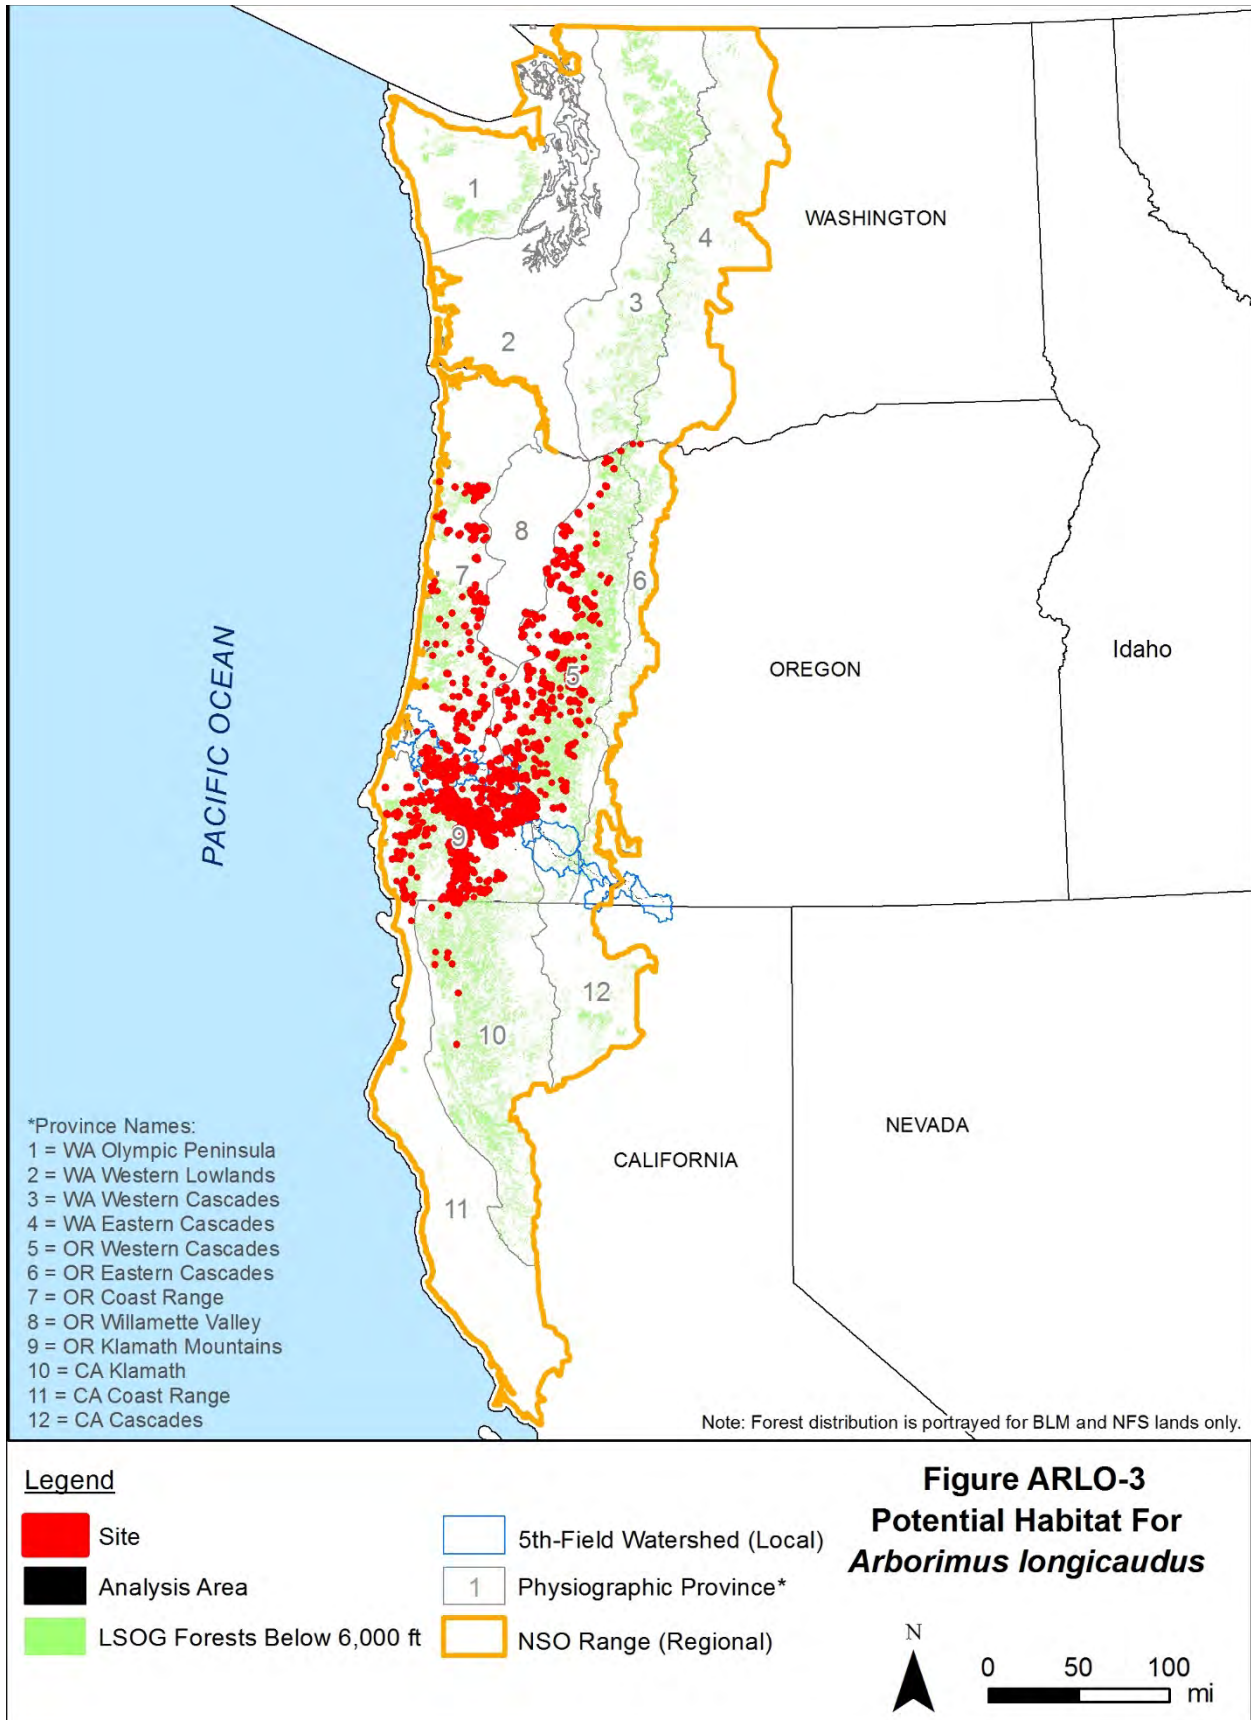 1
WASHINGTON
4
3
2
8
7
6
PACIFIC OCEAN
5
OREGON
Idaho
9
12
10
NEVADA
CALIFORNIA
11
*Province Names:
1 = WA Olympic Peninsula
2 = WA Western Lowlands
3 = WA Western Cascades
4 = WA Eastern Cascades
5 = OR Western Cascades
6 = OR Eastern Cascades
7 = OR Coast Range
8 = OR Willamette Valley
9 = OR Klamath Mountains
10 = CA Klamath
11 = CA Coast Range
12 = CA Cascades
Note: Forest distribution is portrayed for BLM and NFS lands only.
Legend
Site
Analysis Area
LSOG Forests Below 6,000 ft
5th-Field Watershed (Local)
1 Physiographic Province*
NSO Range (Regional)
Figure ARLO-3
Potential Habitat For
Arborimus longicaudus
N
0 50 100
mi